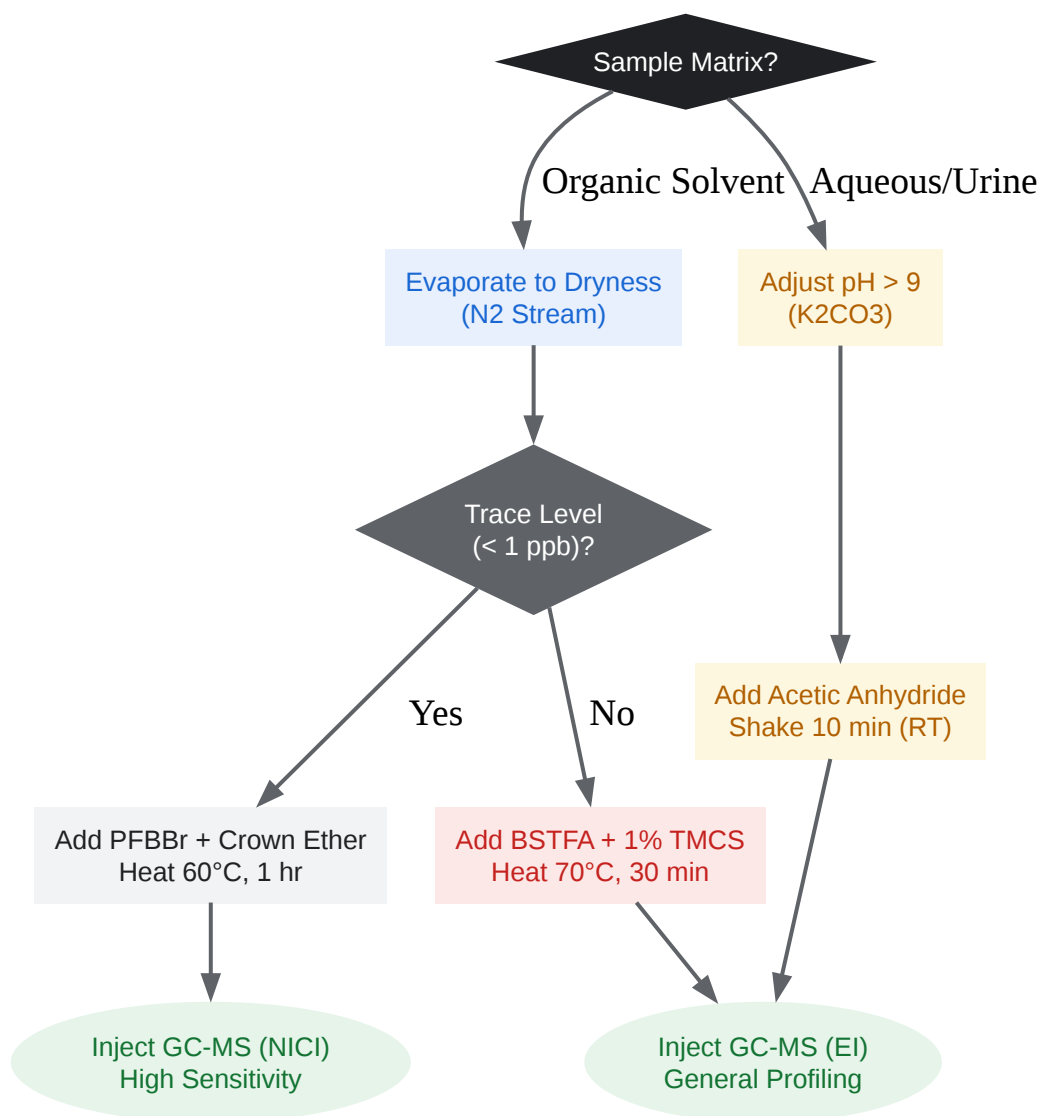 Sample Matrix?
Organic Solvent
Aqueous/Urine
Evaporate to Dryness
(N2 Stream)
Adjust pH > 9
(K2CO3)
Trace Level
(< 1 ppb)?
Yes
No
Add Acetic Anhydride
Shake 10 min (RT)
Add PFBBr + Crown Ether
Heat 60°C, 1 hr
Add BSTFA + 1% TMCS
Heat 70°C, 30 min
Inject GC-MS (NICI)
High Sensitivity
Inject GC-MS (EI)
General Profiling